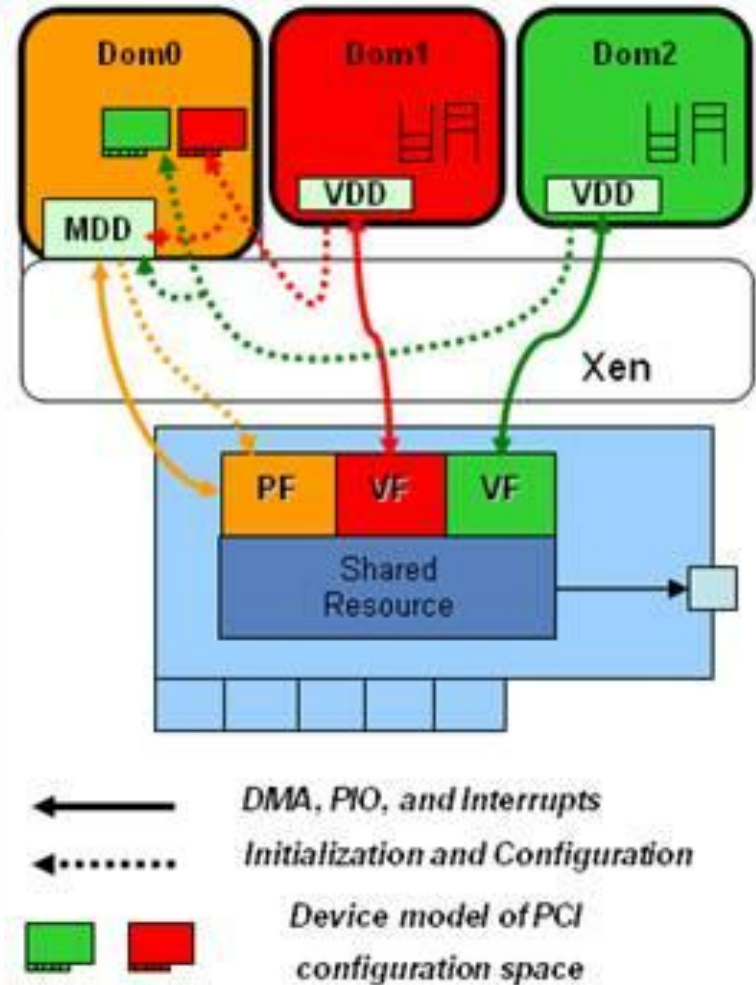 Dom0
Dom1
Dom2
MDD
VDD
VDD
Xen
PF
VF
VF
Shared
Resource
DMA, PIO, and Interrupts
Initialization and Configuration
Device model of PCI
configuration space